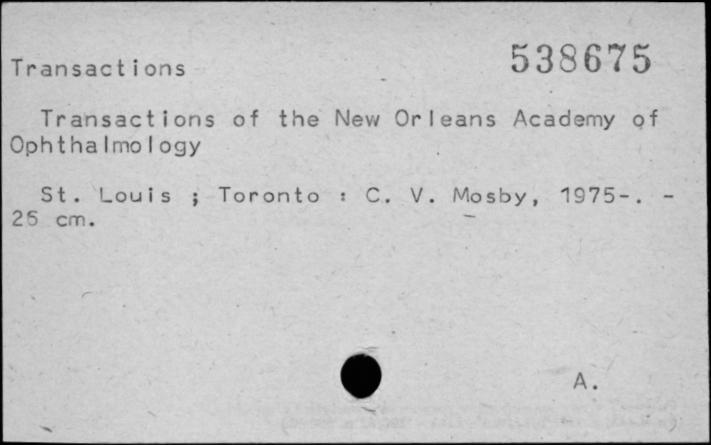 538675
Transactions
Transactions of the New Orleans Academy of
Ophthalmology
St. Louis ; Toronto : C. V. Mosby, 1975-. -
25 cm.
A.